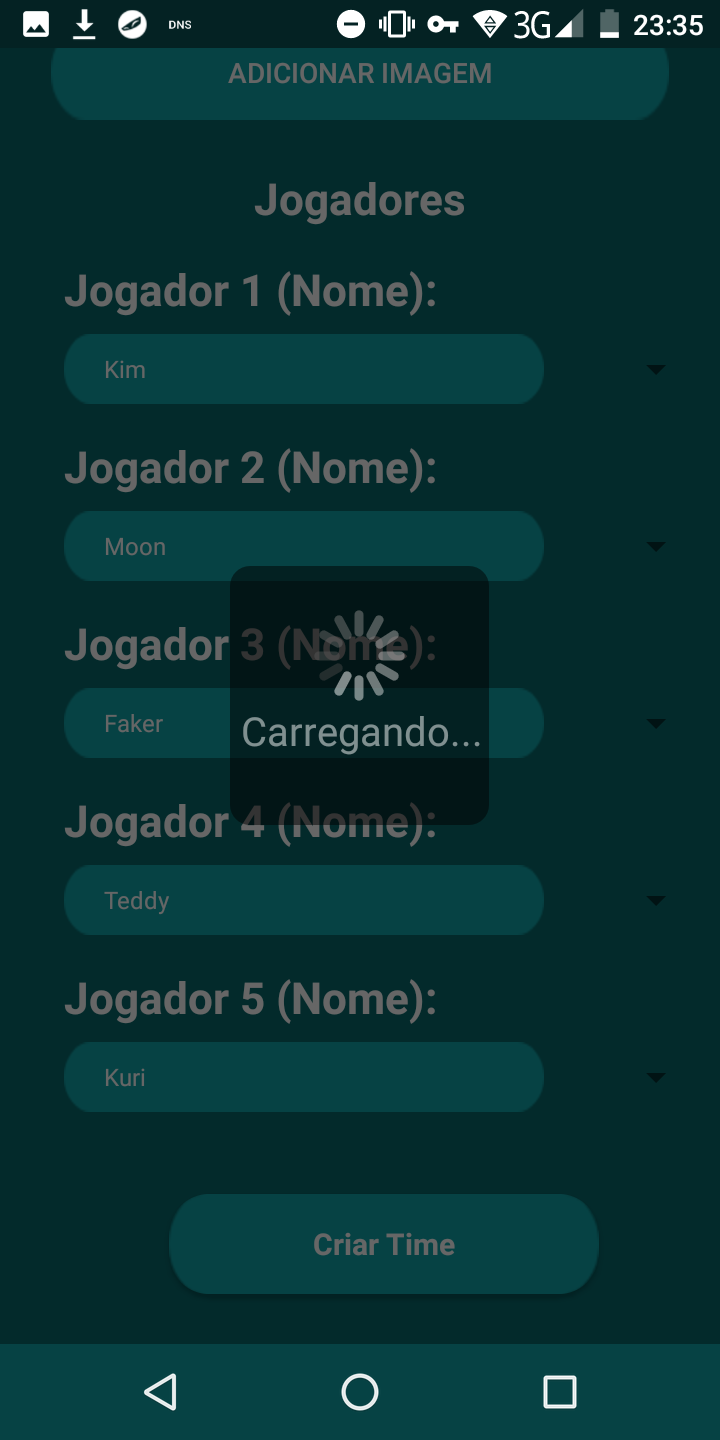 DNS 3G 23:35
ADICIONAR IMAGEM
Jogadores
Jogador 1 (Nome):
Kim
Jogador 2 (Nome):
Moon
Jogador 3 (Nome):
Carregando...
Faker
Jogador 4 (Nome):
Teddy
Jogador 5 (Nome):
Kuri
Criar Time